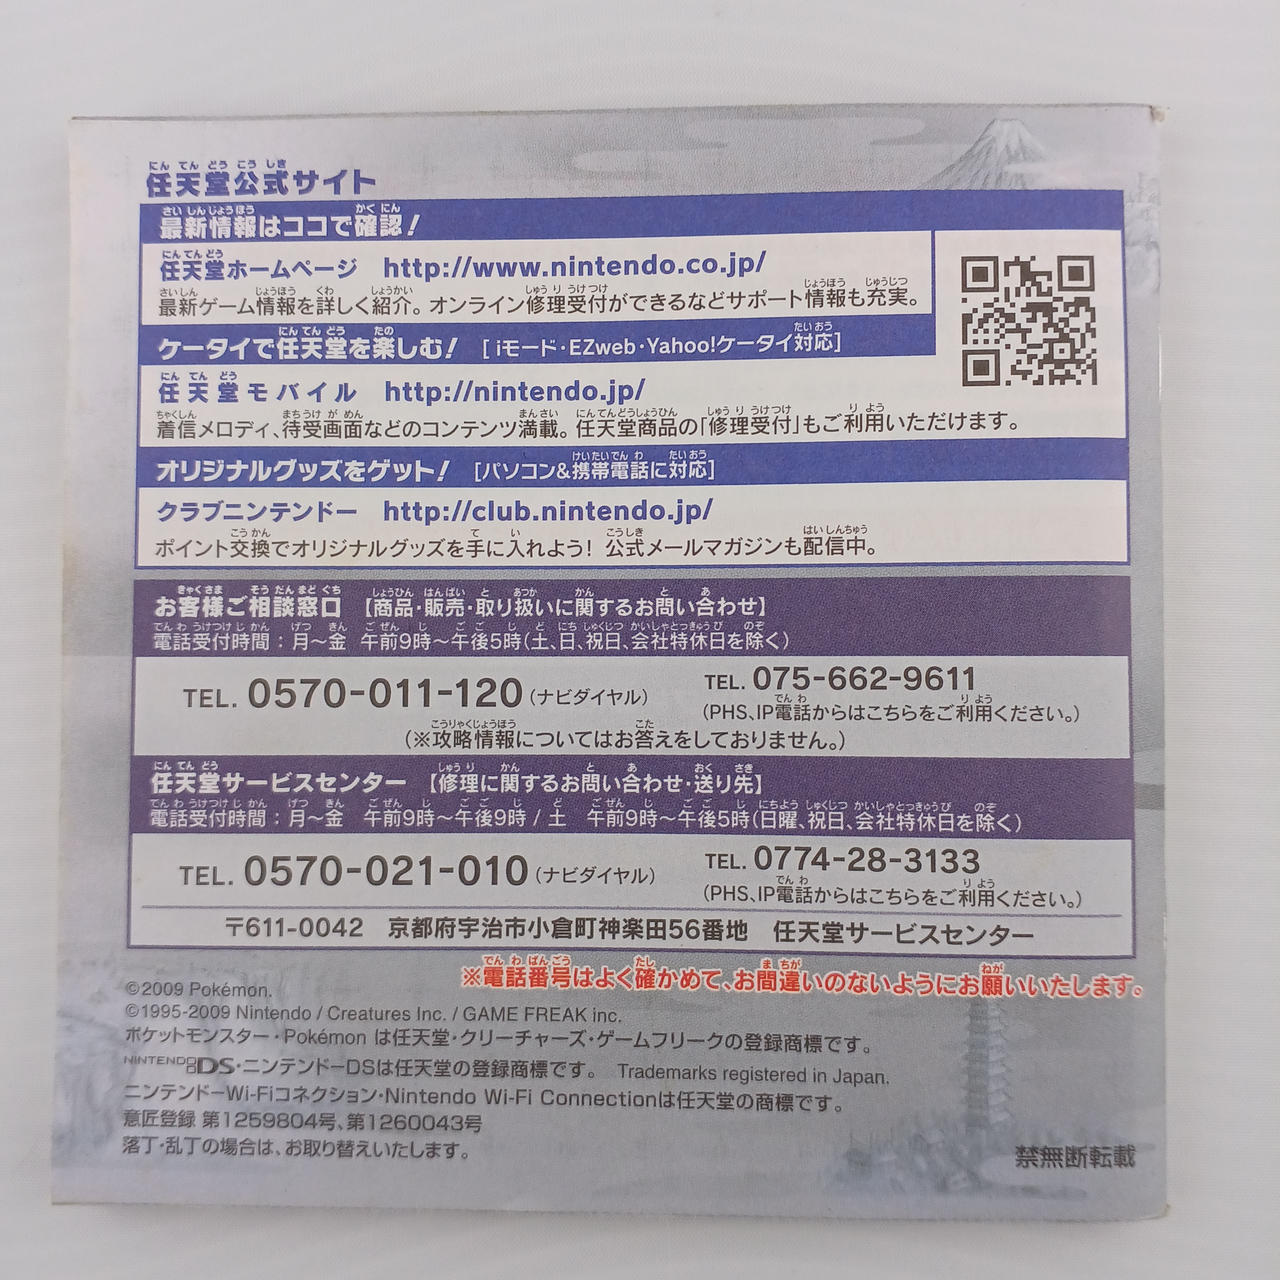 任天堂公式サイト
最新情報はココで確認!
任天堂ホームページ http://www.nintendo.co.jp/
最新ゲーム情報を詳しく紹介。オンライン修理受付ができるなどサポート情報も充実。
ケータイで任天堂を楽しむ! [iモード・EZweb・Yahoo!ケータイ対応]
任天堂モバイル http://nintendo.jp/
着信メロディ、待受画面などのコンテンツ満載。任天堂商品の「修理受付」もご利用いただけます。
オリジナルグッズをゲット! [パソコン&携帯電話に対応]
クラブニンテンドー http://club.nintendo.jp/
ポイント交換でオリジナルグッズを手に入れよう! 公式メールマガジンも配信中。
お客様ご相談窓口 【商品・販売・取り扱いに関するお問い合わせ】
電話受付時間:月〜金 午前9時〜午後5時(土、日、祝日、会社特休日を除く)
TEL. 0570-011-120(ナビダイヤル) TEL. 075-662-9611
(PHS、IP電話からはこちらをご利用ください。)
(※攻略情報についてはお答えをしておりません。)
任天堂サービスセンター 【修理に関するお問い合わせ・送り先】
電話受付時間:月〜金 午前9時〜午後9時 / 土 午前9時〜午後5時(日曜、祝日、会社特休日を除く)
TEL. 0570-021-010(ナビダイヤル) TEL. 0774-28-3133
(PHS、IP電話からはこちらをご利用ください。)
〒611-0042 京都府宇治市小倉町神楽田56番地 任天堂サービスセンター
※電話番号はよく確かめて、お間違いのないようにお願いいたします。
©2009 Pokémon.
©1995-2009 Nintendo / Creatures Inc. / GAME FREAK inc.
ポケットモンスター・Pokémon は任天堂・クリーチャーズ・ゲームフリークの登録商標です。
NINTENDO DS・ニンテンドーDSは任天堂の登録商標です。 Trademarks registered in Japan.
ニンテンドーWi-Fiコネクション・Nintendo Wi-Fi Connectionは任天堂の商標です。
意匠登録 第1259804号、第1260043号
落丁・乱丁の場合は、お取り替えいたします。
禁無断転載